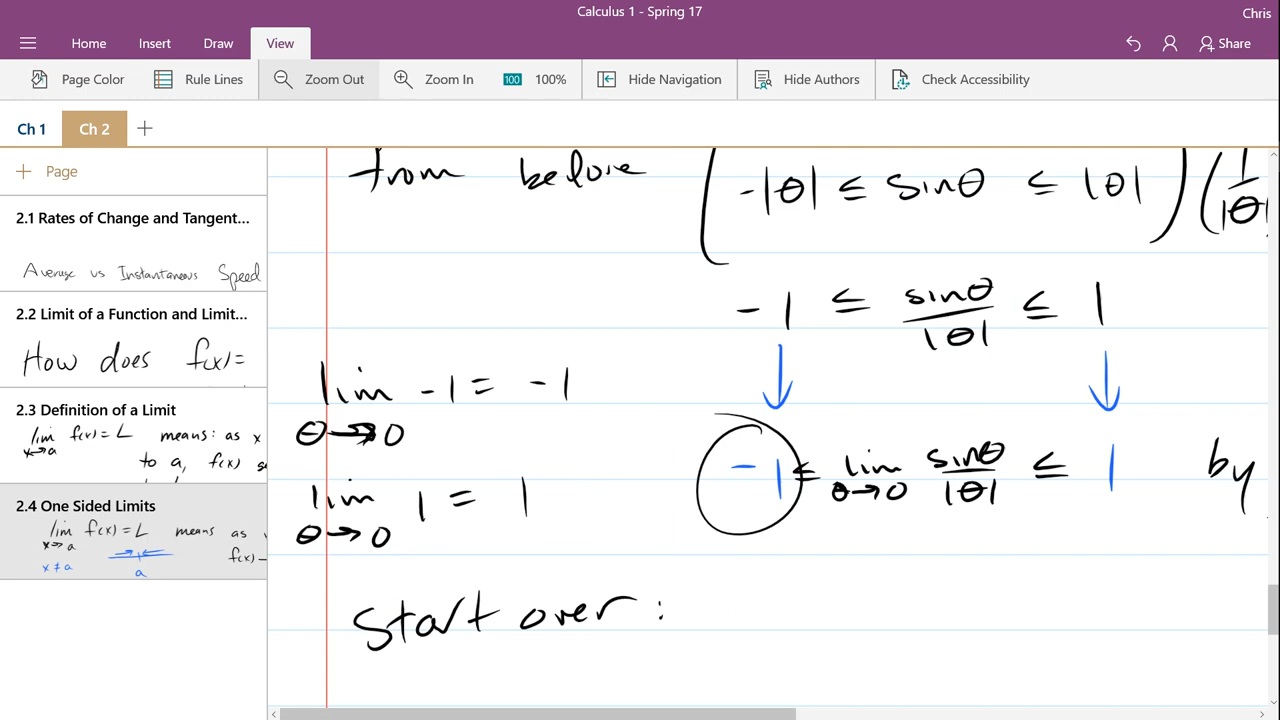 Calculus 1 - Spring 17
Chris
Home Insert Draw View
Share
Page Color Rule Lines Zoom Out Zoom In 100 100% Hide Navigation Hide Authors Check Accessibility
Ch 1 Ch 2
Page
2.1 Rates of Change and Tangent...
Average vs Instantaneous Speed
2.2 Limit of a Function and Limit...
How does f(x)=
2.3 Definition of a Limit
lim f(x)=L means: as x
x→a
to a, f(x)
2.4 One Sided Limits
lim f(x)=L means as
x→a
x≠a
a
f(x)
from before
(-|θ| ≤ sinθ ≤ |θ|)(1/|θ|
-1 ≤ sinθ/|θ| ≤ 1
lim -1 = -1
θ→0
-1 ≤ lim sinθ/|θ| ≤ 1 by
θ→0
lim 1 = 1
θ→0
Start over: